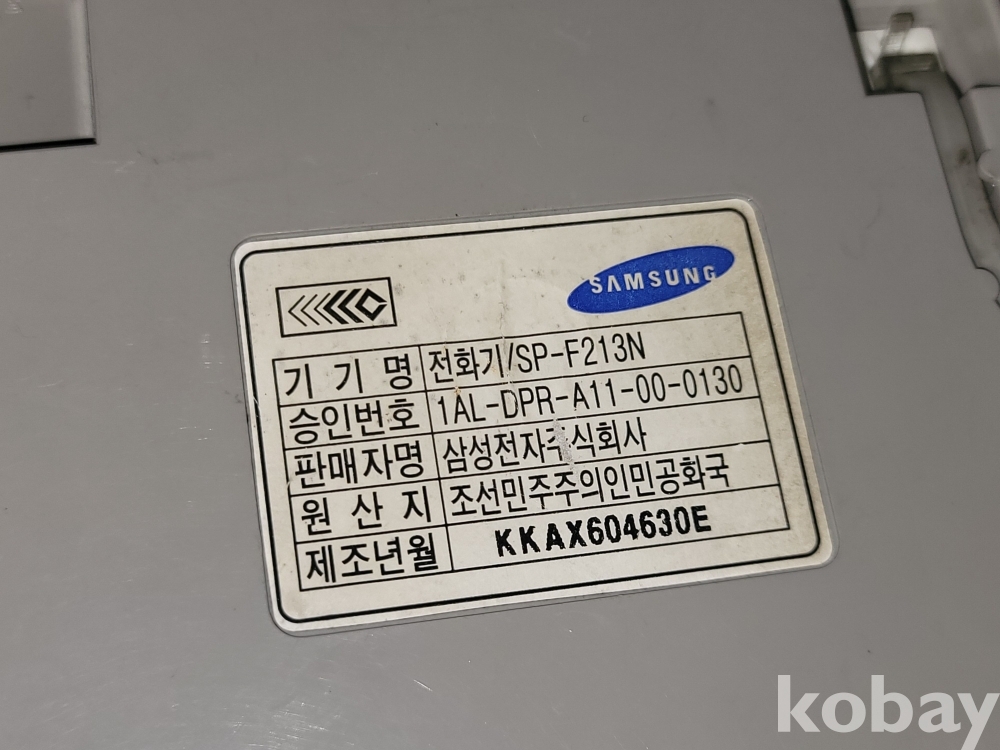 SAMSUNG
기 기 명 전화기/SP-F213N
승인번호 1AL-DPR-A11-00-0130
판매자명 삼성전자주식회사
원 산 지 조선민주주의인민공화국
제조년월 KKAX604630E
kobay